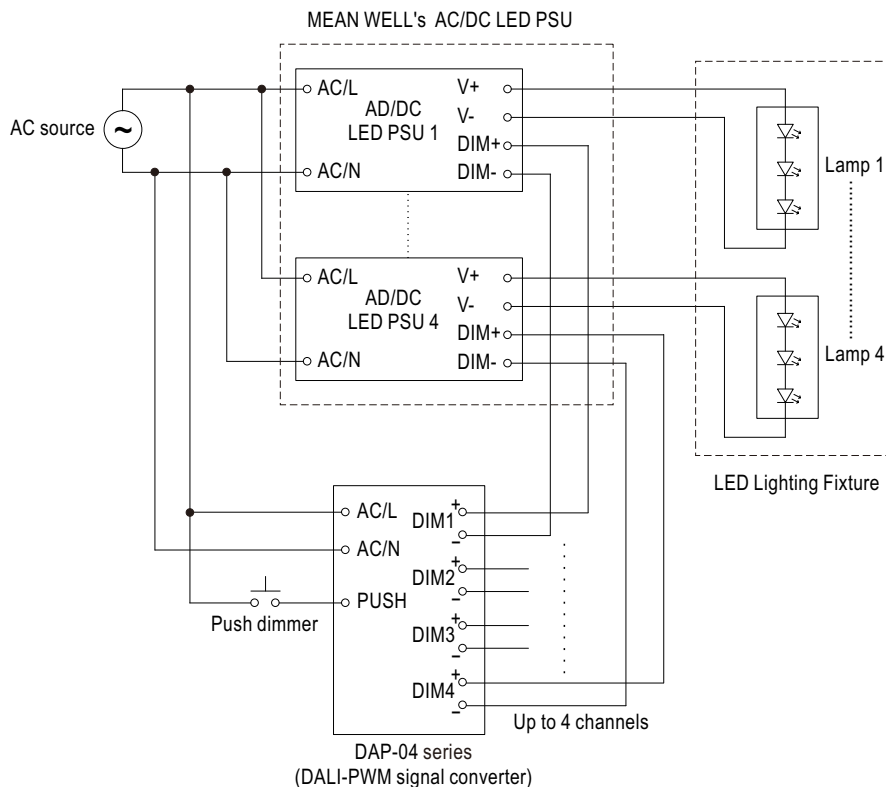 MEAN WELL's AC/DC LED PSU
AC source
~
AC/L
AD/DC
LED PSU 1
AC/N
V+
V-
DIM+
DIM-
Lamp 1
AC/L
AD/DC
LED PSU 4
AC/N
V+
V-
DIM+
DIM-
Lamp 4
LED Lighting Fixture
AC/L
AC/N
PUSH
Push dimmer
DIM1
+
-
DIM2
+
-
DIM3
+
-
DIM4
+
-
Up to 4 channels
DAP-04 series
(DALI-PWM signal converter)